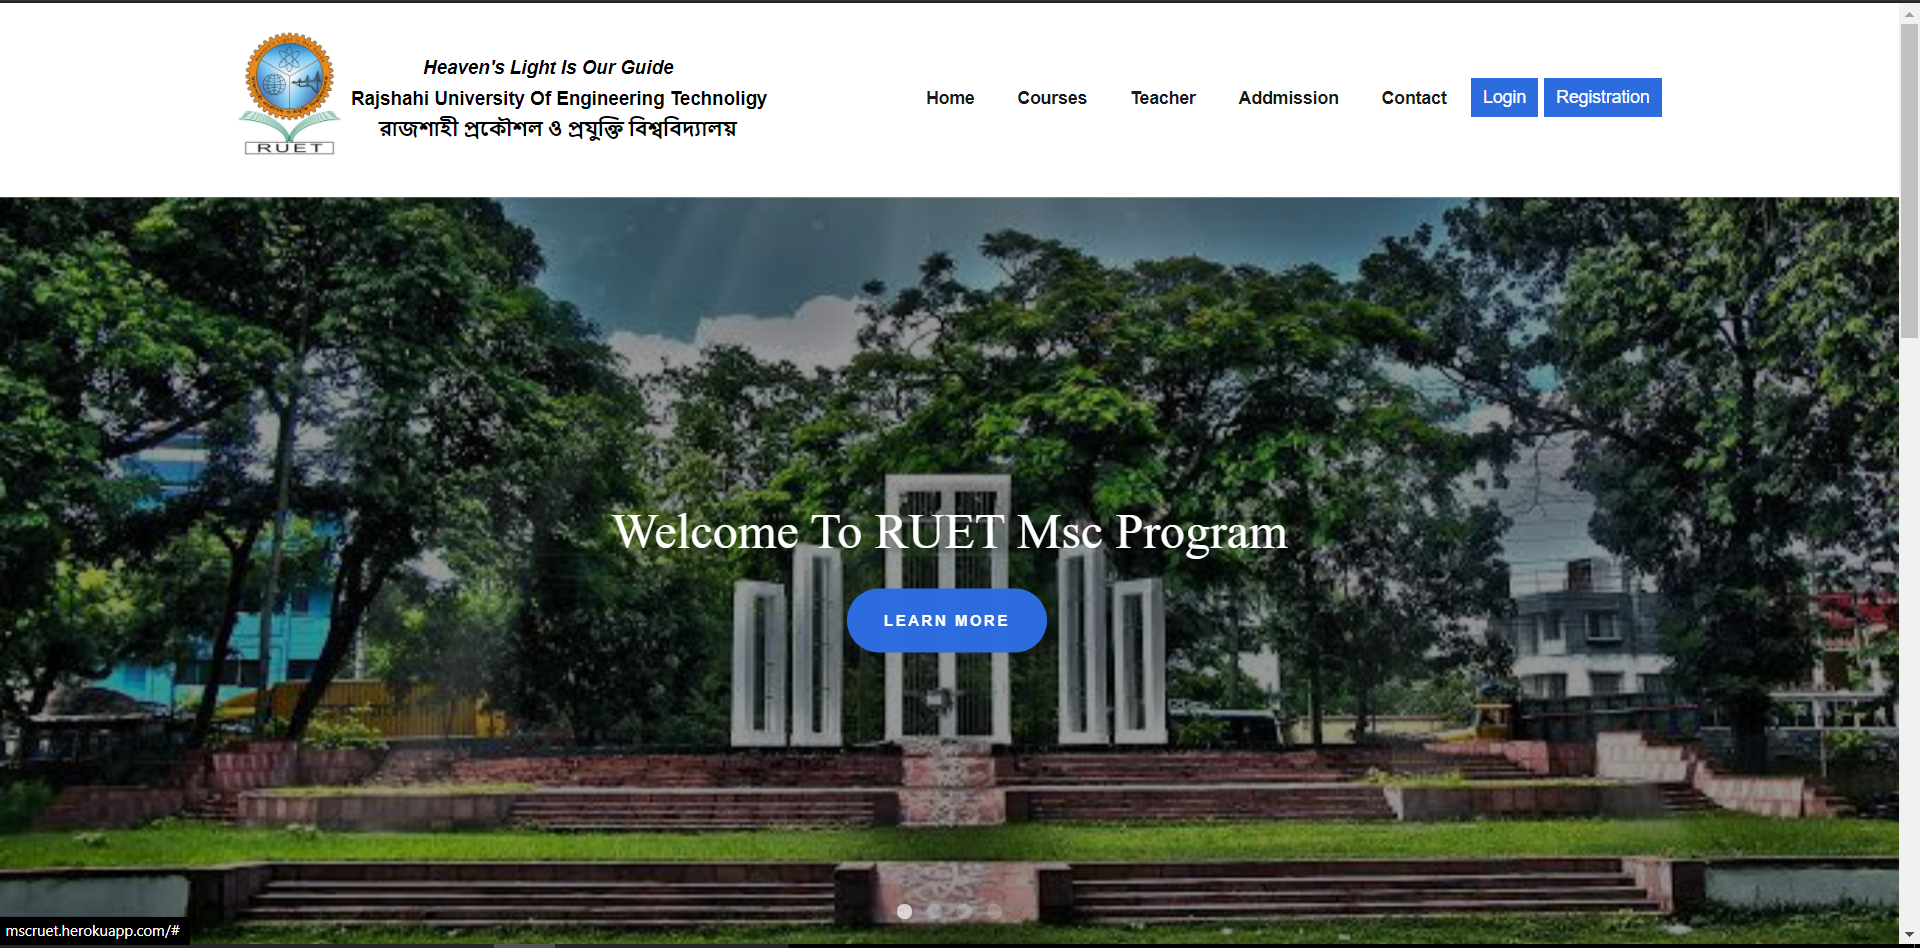 RUET
Heaven's Light Is Our Guide
Rajshahi University Of Engineering Technoligy
রাজশাহী প্রকৌশল ও প্রযুক্তি বিশ্ববিদ্যালয়
Home Courses Teacher Addmission Contact Login Registration
Welcome To RUET Msc Program
LEARN MORE
mscruet.herokuapp.com/#